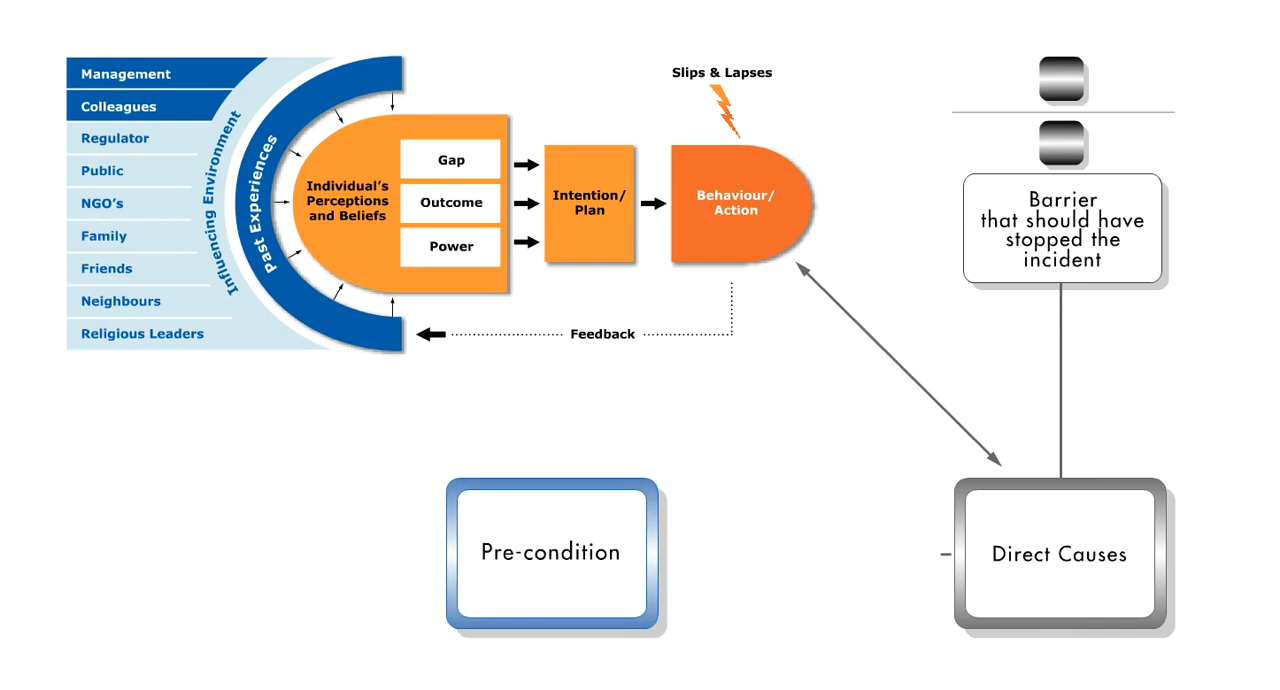 Management
Colleagues
Regulator
Public
NGO's
Family
Friends
Neighbours
Religious Leaders
Influencing Environment
Past Experiences
Individual's
Perceptions
and Beliefs
Gap
Outcome
Power
Intention/
Plan
Slips & Lapses
Behaviour/
Action
Feedback
Barrier
that should have
stopped the
incident
Pre-condition
Direct Causes